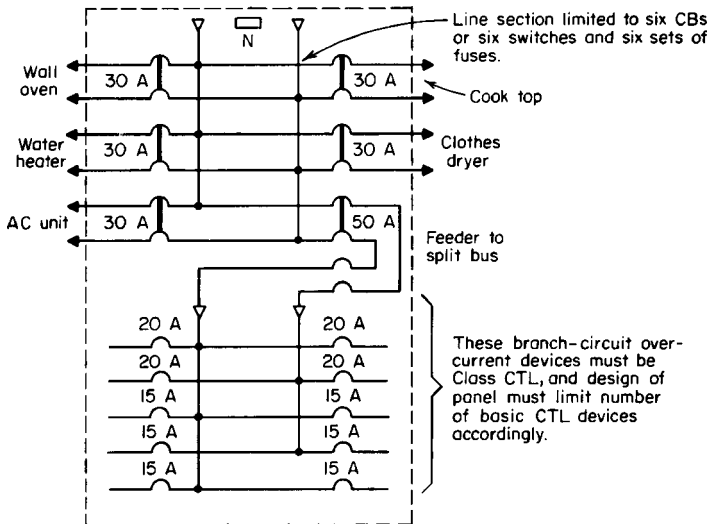 N
Line section limited to six CBs
or six switches and six sets of
fuses.
Wall
oven
30 A
30 A
Cook top
Water
heater
30 A
30 A
Clothes
dryer
AC unit
30 A
50 A
Feeder to
split bus
20 A
20 A
20 A
20 A
15 A
15 A
15 A
15 A
15 A
15 A
These branch-circuit over-
current devices must be
Class CTL, and design of
panel must limit number
of basic CTL devices
accordingly.